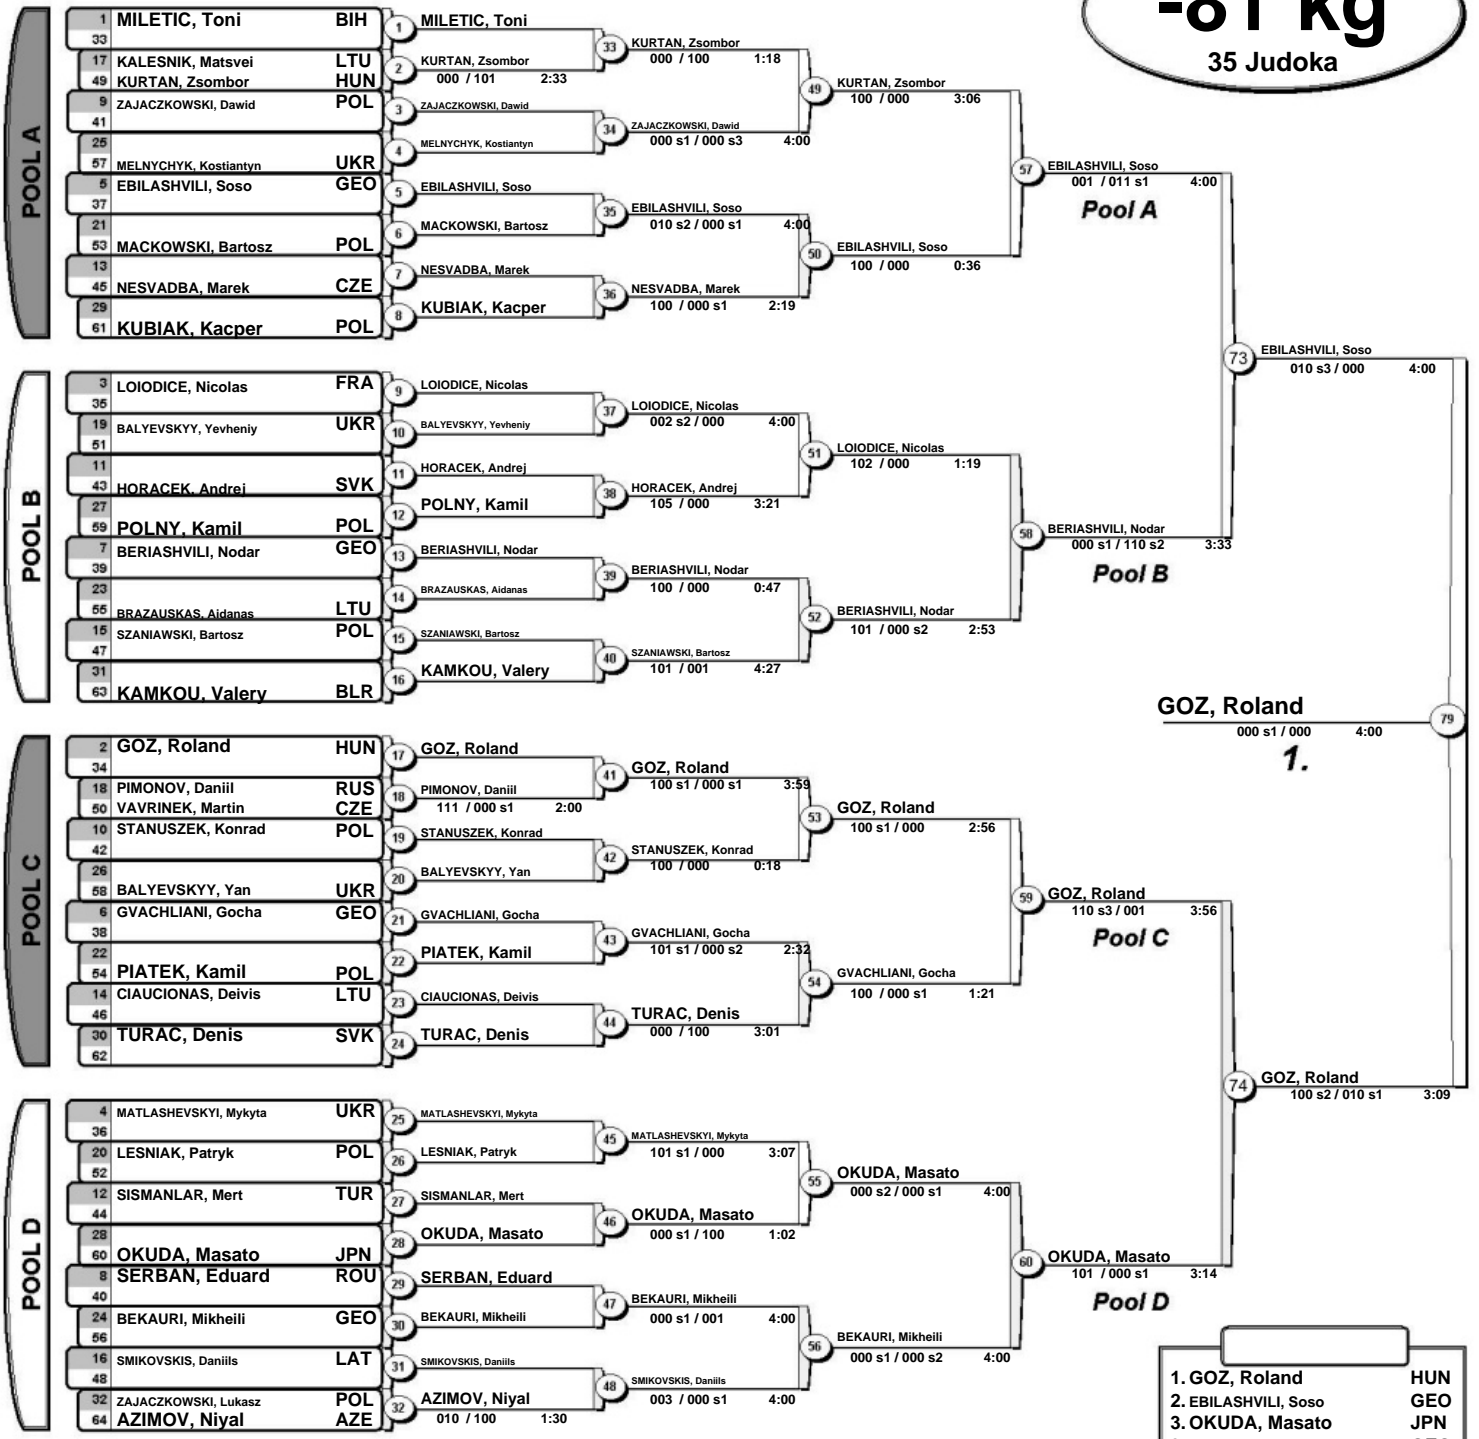 -81 kg
35 Judoka
POOL A
1 MILETIC, Toni BIH
33
17 KALESNIK, Matsvei LTU
49 KURTAN, Zsombor HUN
9 ZAJACZKOWSKI, Dawid POL
41
25
57 MELNYCHYK, Kostiantyn UKR
5 EBILASHVILI, Soso GEO
37
21
53 MACKOWSKI, Bartosz POL
13
45 NESVADBA, Marek CZE
29
61 KUBIAK, Kacper POL
POOL B
3 LOIODICE, Nicolas FRA
35
19 BALYEVSKYY, Yevheniy UKR
51
11
43 HORACEK, Andrej SVK
27
59 POLNY, Kamil POL
7 BERIASHVILI, Nodar GEO
39
23
55 BRAZAUSKAS, Aidanas LTU
15 SZANIAWSKI, Bartosz POL
47
31
63 KAMKOU, Valery BLR
POOL C
2 GOZ, Roland HUN
34
18 PIMONOV, Daniil RUS
50 VAVRINEK, Martin CZE
10 STANUSZEK, Konrad POL
42
26
58 BALYEVSKYY, Yan UKR
6 GVACHLIANI, Gocha GEO
38
22
54 PIATEK, Kamil POL
14 CIAUCIONAS, Deivis LTU
46
30 TURAC, Denis SVK
62
POOL D
4 MATLASHEVSKYI, Mykyta UKR
36
20 LESNIAK, Patryk POL
52
12 SISMANLAR, Mert TUR
44
28
60 OKUDA, Masato JPN
8 SERBAN, Eduard ROU
40
24 BEKAURI, Mikheili GEO
56
16 SMIKOVSKIS, Daniils LAT
48
32 ZAJACZKOWSKI, Lukasz POL
64 AZIMOV, Niyal AZE
1 MILETIC, Toni
2 KURTAN, Zsombor
000 / 101 2:33
3 ZAJACZKOWSKI, Dawid
4 MELNYCHYK, Kostiantyn
5 EBILASHVILI, Soso
6 MACKOWSKI, Bartosz
7 NESVADBA, Marek
8 KUBIAK, Kacper
9 LOIODICE, Nicolas
10 BALYEVSKYY, Yevheniy
11 HORACEK, Andrej
12 POLNY, Kamil
13 BERIASHVILI, Nodar
14 BRAZAUSKAS, Aidanas
15 SZANIAWSKI, Bartosz
16 KAMKOU, Valery
17 GOZ, Roland
18 PIMONOV, Daniil
111 / 000 s1 2:00
19 STANUSZEK, Konrad
20 BALYEVSKYY, Yan
21 GVACHLIANI, Gocha
22 PIATEK, Kamil
23 CIAUCIONAS, Deivis
24 TURAC, Denis
25 MATLASHEVSKYI, Mykyta
26 LESNIAK, Patryk
27 SISMANLAR, Mert
28 OKUDA, Masato
29 SERBAN, Eduard
30 BEKAURI, Mikheili
31 SMIKOVSKIS, Daniils
32 AZIMOV, Niyal
010 / 100 1:30
33 KURTAN, Zsombor
000 / 100 1:18
34 ZAJACZKOWSKI, Dawid
000 s1 / 000 s3 4:00
35 EBILASHVILI, Soso
010 s2 / 000 s1 4:00
36 NESVADBA, Marek
100 / 000 s1 2:19
37 LOIODICE, Nicolas
002 s2 / 000 4:00
38 HORACEK, Andrej
105 / 000 3:21
39 BERIASHVILI, Nodar
100 / 000 0:47
40 SZANIAWSKI, Bartosz
101 / 001 4:27
41 GOZ, Roland
100 s1 / 000 s1 3:59
42 STANUSZEK, Konrad
100 / 000 0:18
43 GVACHLIANI, Gocha
101 s1 / 000 s2 2:32
44 TURAC, Denis
000 / 100 3:01
45 MATLASHEVSKYI, Mykyta
101 s1 / 000 3:07
46 OKUDA, Masato
000 s1 / 100 1:02
47 BEKAURI, Mikheili
000 s1 / 001 4:00
48 SMIKOVSKIS, Daniils
003 / 000 s1 4:00
49 KURTAN, Zsombor
100 / 000 3:06
50 EBILASHVILI, Soso
100 / 000 0:36
51 LOIODICE, Nicolas
102 / 000 1:19
52 BERIASHVILI, Nodar
101 / 000 s2 2:53
53 GOZ, Roland
100 s1 / 000 2:56
54 GVACHLIANI, Gocha
100 / 000 s1 1:21
55 OKUDA, Masato
000 s2 / 000 s1 4:00
56 BEKAURI, Mikheili
000 s1 / 000 s2 4:00
57 EBILASHVILI, Soso
001 / 011 s1 4:00
Pool A
58 BERIASHVILI, Nodar
000 s1 / 110 s2 3:33
Pool B
59 GOZ, Roland
110 s3 / 001 3:56
Pool C
60 OKUDA, Masato
101 / 000 s1 3:14
Pool D
73 EBILASHVILI, Soso
010 s3 / 000 4:00
74 GOZ, Roland
100 s2 / 010 s1 3:09
GOZ, Roland 79
000 s1 / 000 4:00
1.
1. GOZ, Roland HUN
2. EBILASHVILI, Soso GEO
3. OKUDA, Masato JPN